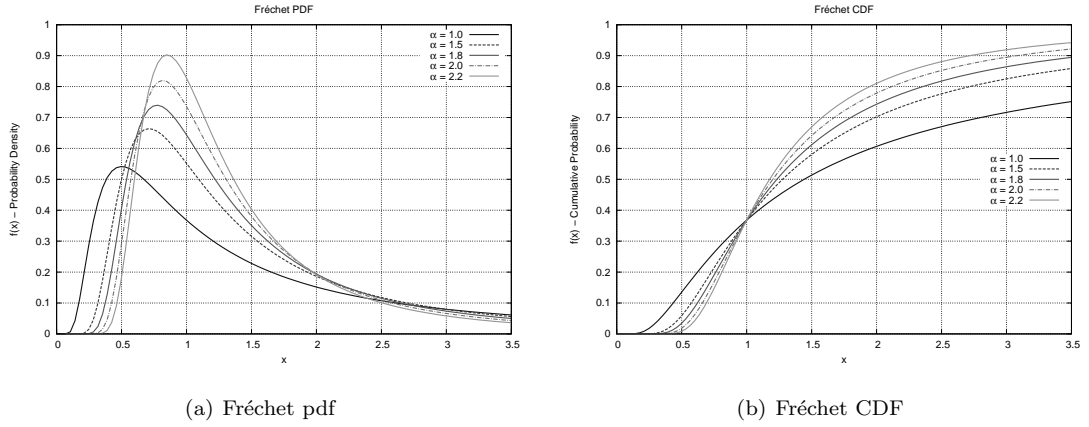 Fréchet PDF
1
0.9
0.8
0.7
0.6
0.5
0.4
0.3
0.2
0.1
0
0 0.5 1 1.5 2 2.5 3 3.5
x
f(x) − Probability Density
α = 1.0
α = 1.5
α = 1.8
α = 2.0
α = 2.2
(a) Fréchet pdf
Fréchet CDF
1
0.9
0.8
0.7
0.6
0.5
0.4
0.3
0.2
0.1
0
0 0.5 1 1.5 2 2.5 3 3.5
x
f(x) − Cumulative Probability
α = 1.0
α = 1.5
α = 1.8
α = 2.0
α = 2.2
(b) Fréchet CDF